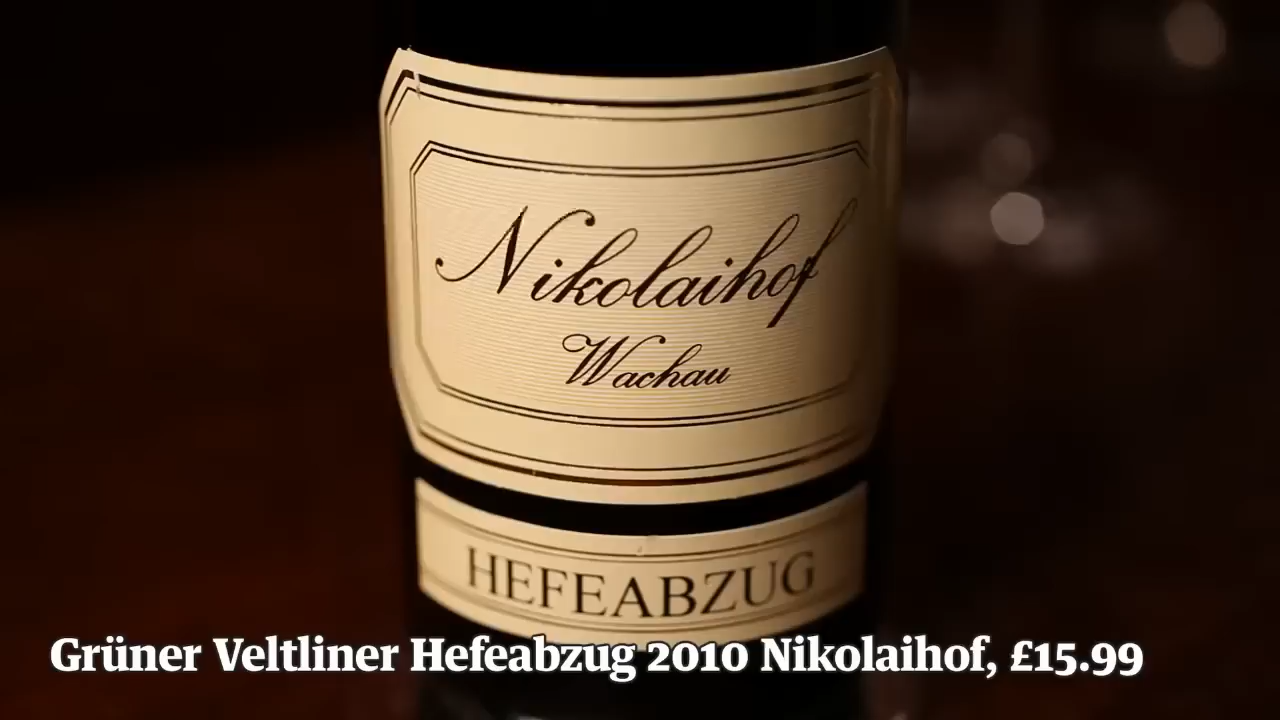 Nikolaihof
Wachau
HEFEABZUG
Grüner Veltliner Hefeabzug 2010 Nikolaihof, £15.99